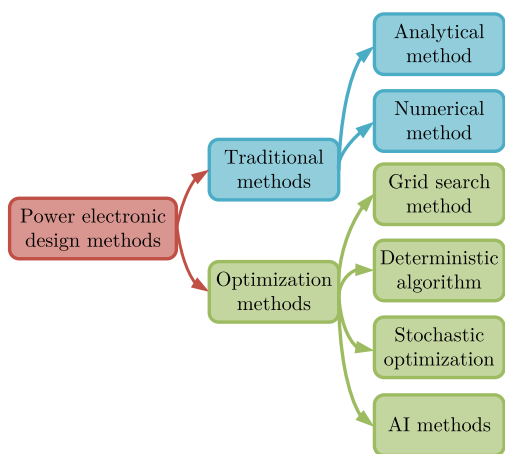 Power electronic
design methods
Traditional
methods
Optimization
methods
Analytical
method
Numerical
method
Grid search
method
Deterministic
algorithm
Stochastic
optimization
AI methods